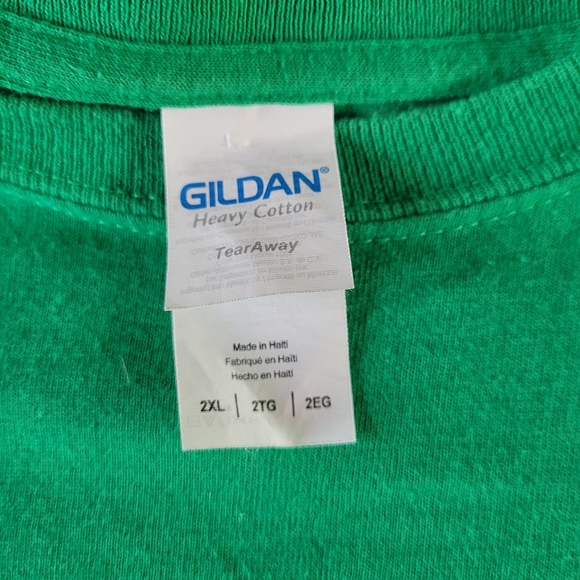 GILDAN®
Heavy Cotton
TearAway
Made in Haiti
Fabriqué en Haïti
Hecho en Haití
2XL | 2TG | 2EG